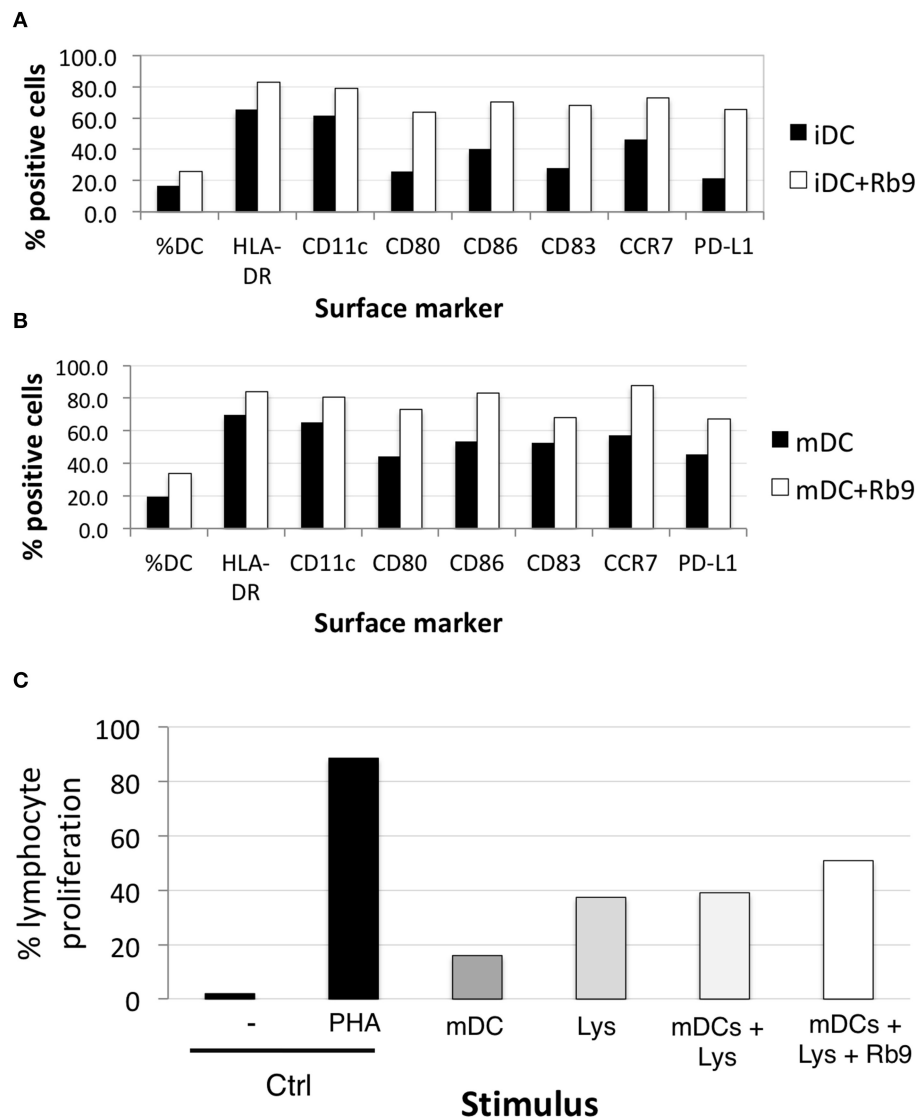 A
100.0
80.0
60.0
40.0
20.0
0.0
% positive cells
%DC
HLA-
DR
CD11c
CD80
CD86
CD83
CCR7
PD-L1
Surface marker
iDC
iDC+Rb9
B
100.0
80.0
60.0
40.0
20.0
0.0
% positive cells
%DC
HLA-
DR
CD11c
CD80
CD86
CD83
CCR7
PD-L1
Surface marker
mDC
mDC+Rb9
C
100
80
60
40
20
0
% lymphocyte
proliferation
-
PHA
mDC
Lys
mDCs +
Lys
mDCs +
Lys + Rb9
Ctrl
Stimulus